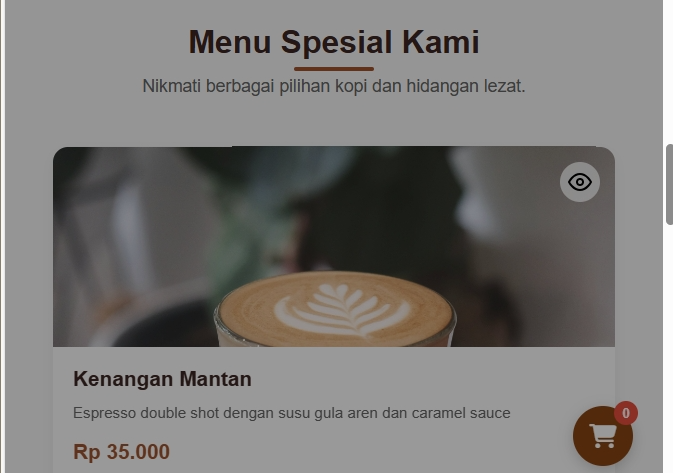 Menu Spesial Kami
Nikmati berbagai pilihan kopi dan hidangan lezat.
Kenangan Mantan
Espresso double shot dengan susu gula aren dan caramel sauce
Rp 35.000
0